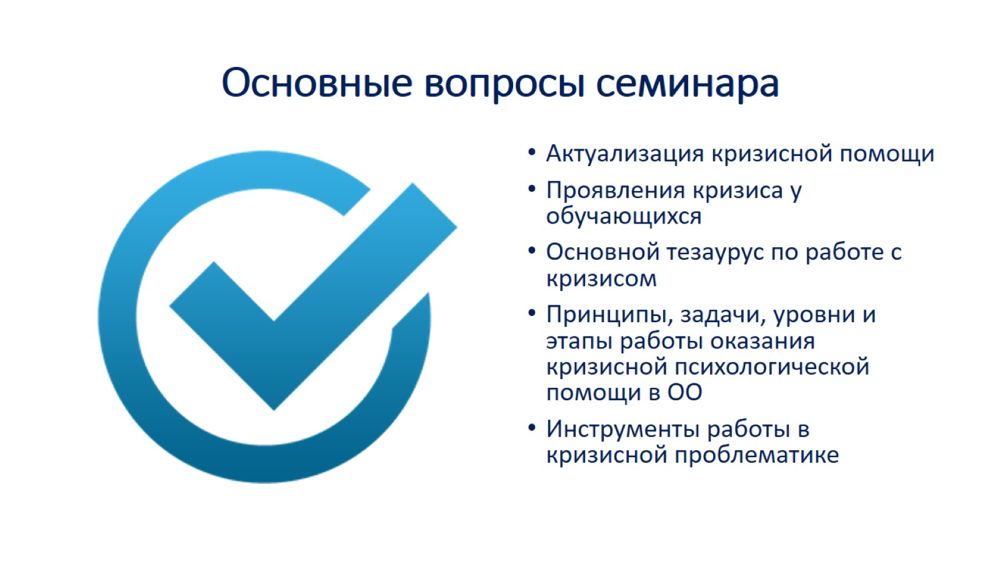 Основные вопросы семинара
• Актуализация кризисной помощи
• Проявления кризиса у
обучающихся
• Основной тезаурус по работе с
кризисом
• Принципы, задачи, уровни и
этапы работы оказания
кризисной психологической
помощи в ОО
• Инструменты работы в
кризисной проблематике